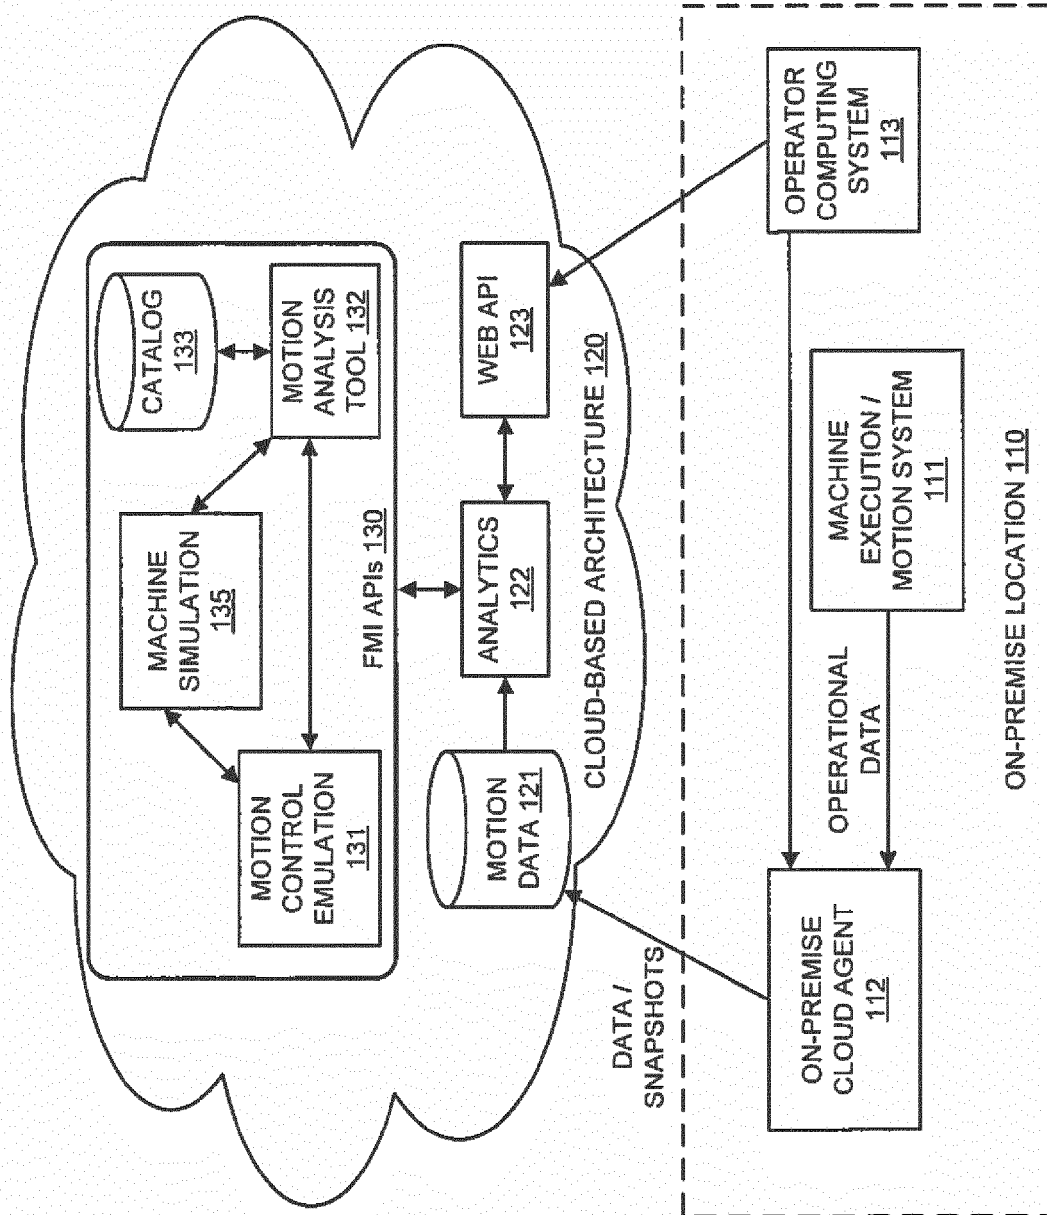 CATALOG
133
MOTION
ANALYSIS
TOOL 132
MACHINE
SIMULATION
135
MOTION
CONTROL
EMULATION
131
FMI APIs 130
WEB API
123
ANALYTICS
122
MOTION
DATA 121
CLOUD-BASED ARCHITECTURE 120
DATA /
SNAPSHOTS
OPERATOR
COMPUTING
SYSTEM
113
MACHINE
EXECUTION /
MOTION SYSTEM
111
OPERATIONAL
DATA
ON-PREMISE
CLOUD AGENT
112
ON-PREMISE LOCATION 110